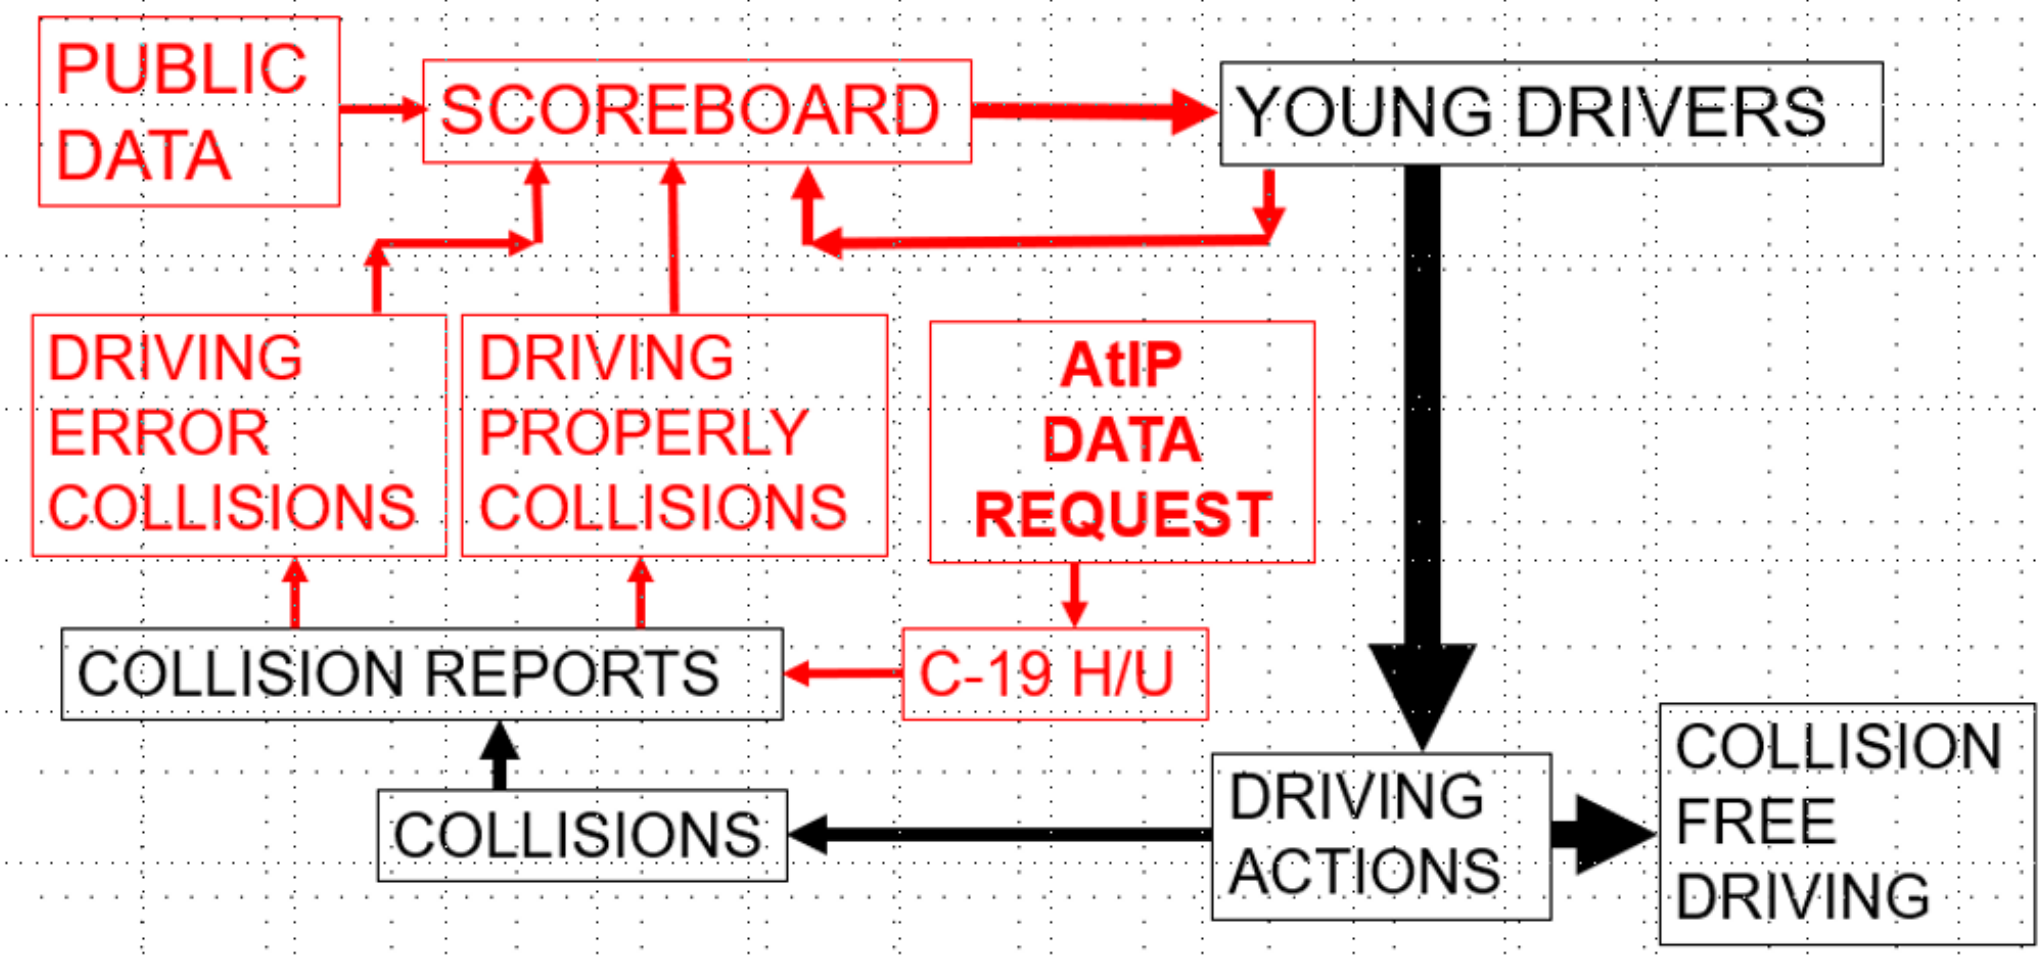 PUBLIC
DATA
SCOREBOARD
YOUNG DRIVERS
DRIVING
ERROR
COLLISIONS
DRIVING
PROPERLY
COLLISIONS
AtIP
DATA
REQUEST
COLLISION REPORTS
C-19 H/U
COLLISIONS
DRIVING
ACTIONS
COLLISION
FREE
DRIVING